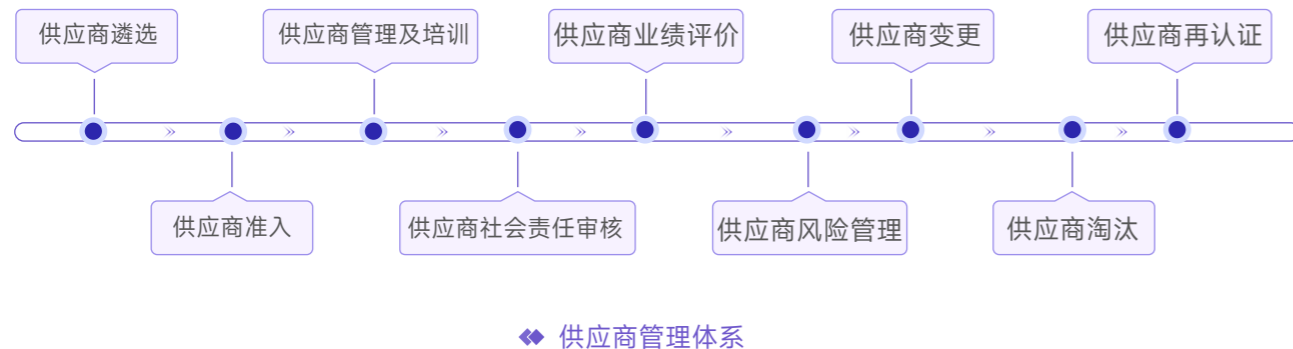 供应商遴选
供应商管理及培训
供应商业绩评价
供应商变更
供应商再认证
供应商准入
供应商社会责任审核
供应商风险管理
供应商淘汰
供应商管理体系